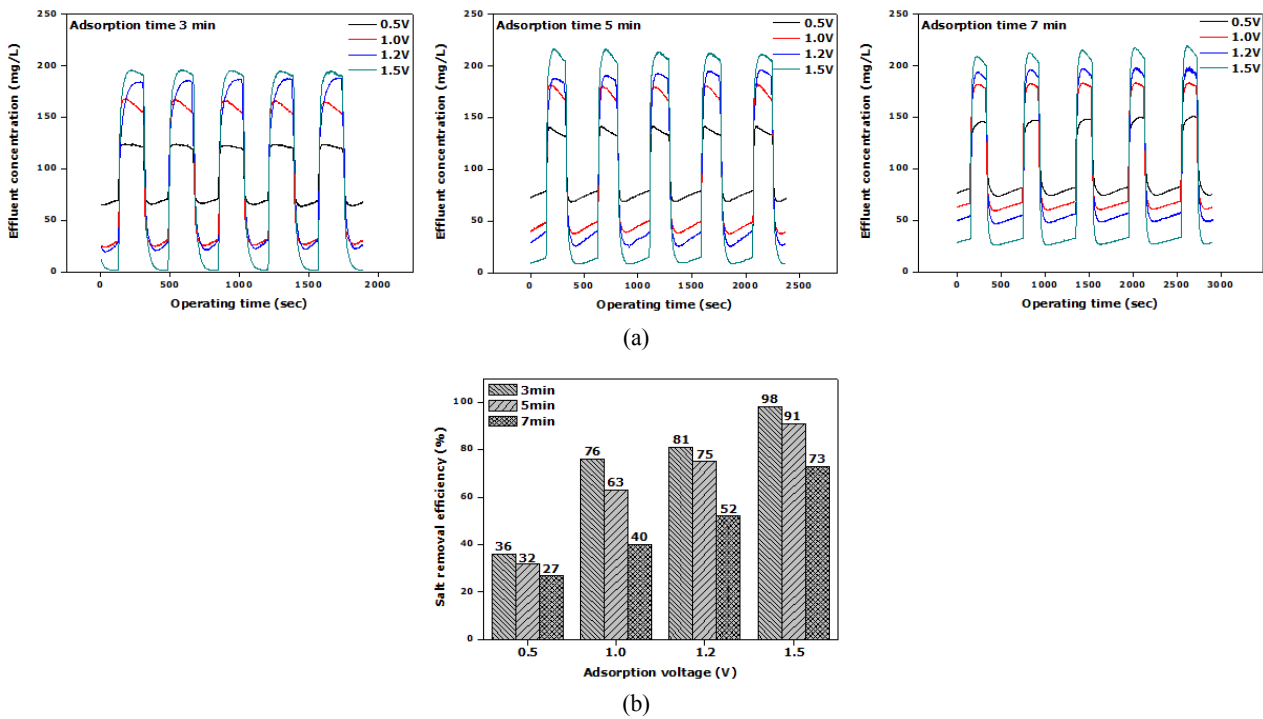 Adsorption time 3 min
0.5V
1.0V
1.2V
1.5V
250
200
150
100
50
0
Effluent concentration (mg/L)
0 500 1000 1500 2000
Operating time (sec)
Adsorption time 5 min
0.5V
1.0V
1.2V
1.5V
250
200
150
100
50
0
Effluent concentration (mg/L)
0 500 1000 1500 2000 2500
Operating time (sec)
Adsorption time 7 min
0.5V
1.0V
1.2V
1.5V
250
200
150
100
50
0
Effluent concentration (mg/L)
0 500 1000 1500 2000 2500 3000
Operating time (sec)
(a)
3min
5min
7min
100
80
60
40
20
0
Salt removal efficiency (%)
36 32 27
76 63 40
81 75 52
98 91 73
0.5 1.0 1.2 1.5
Adsorption voltage (V)
(b)